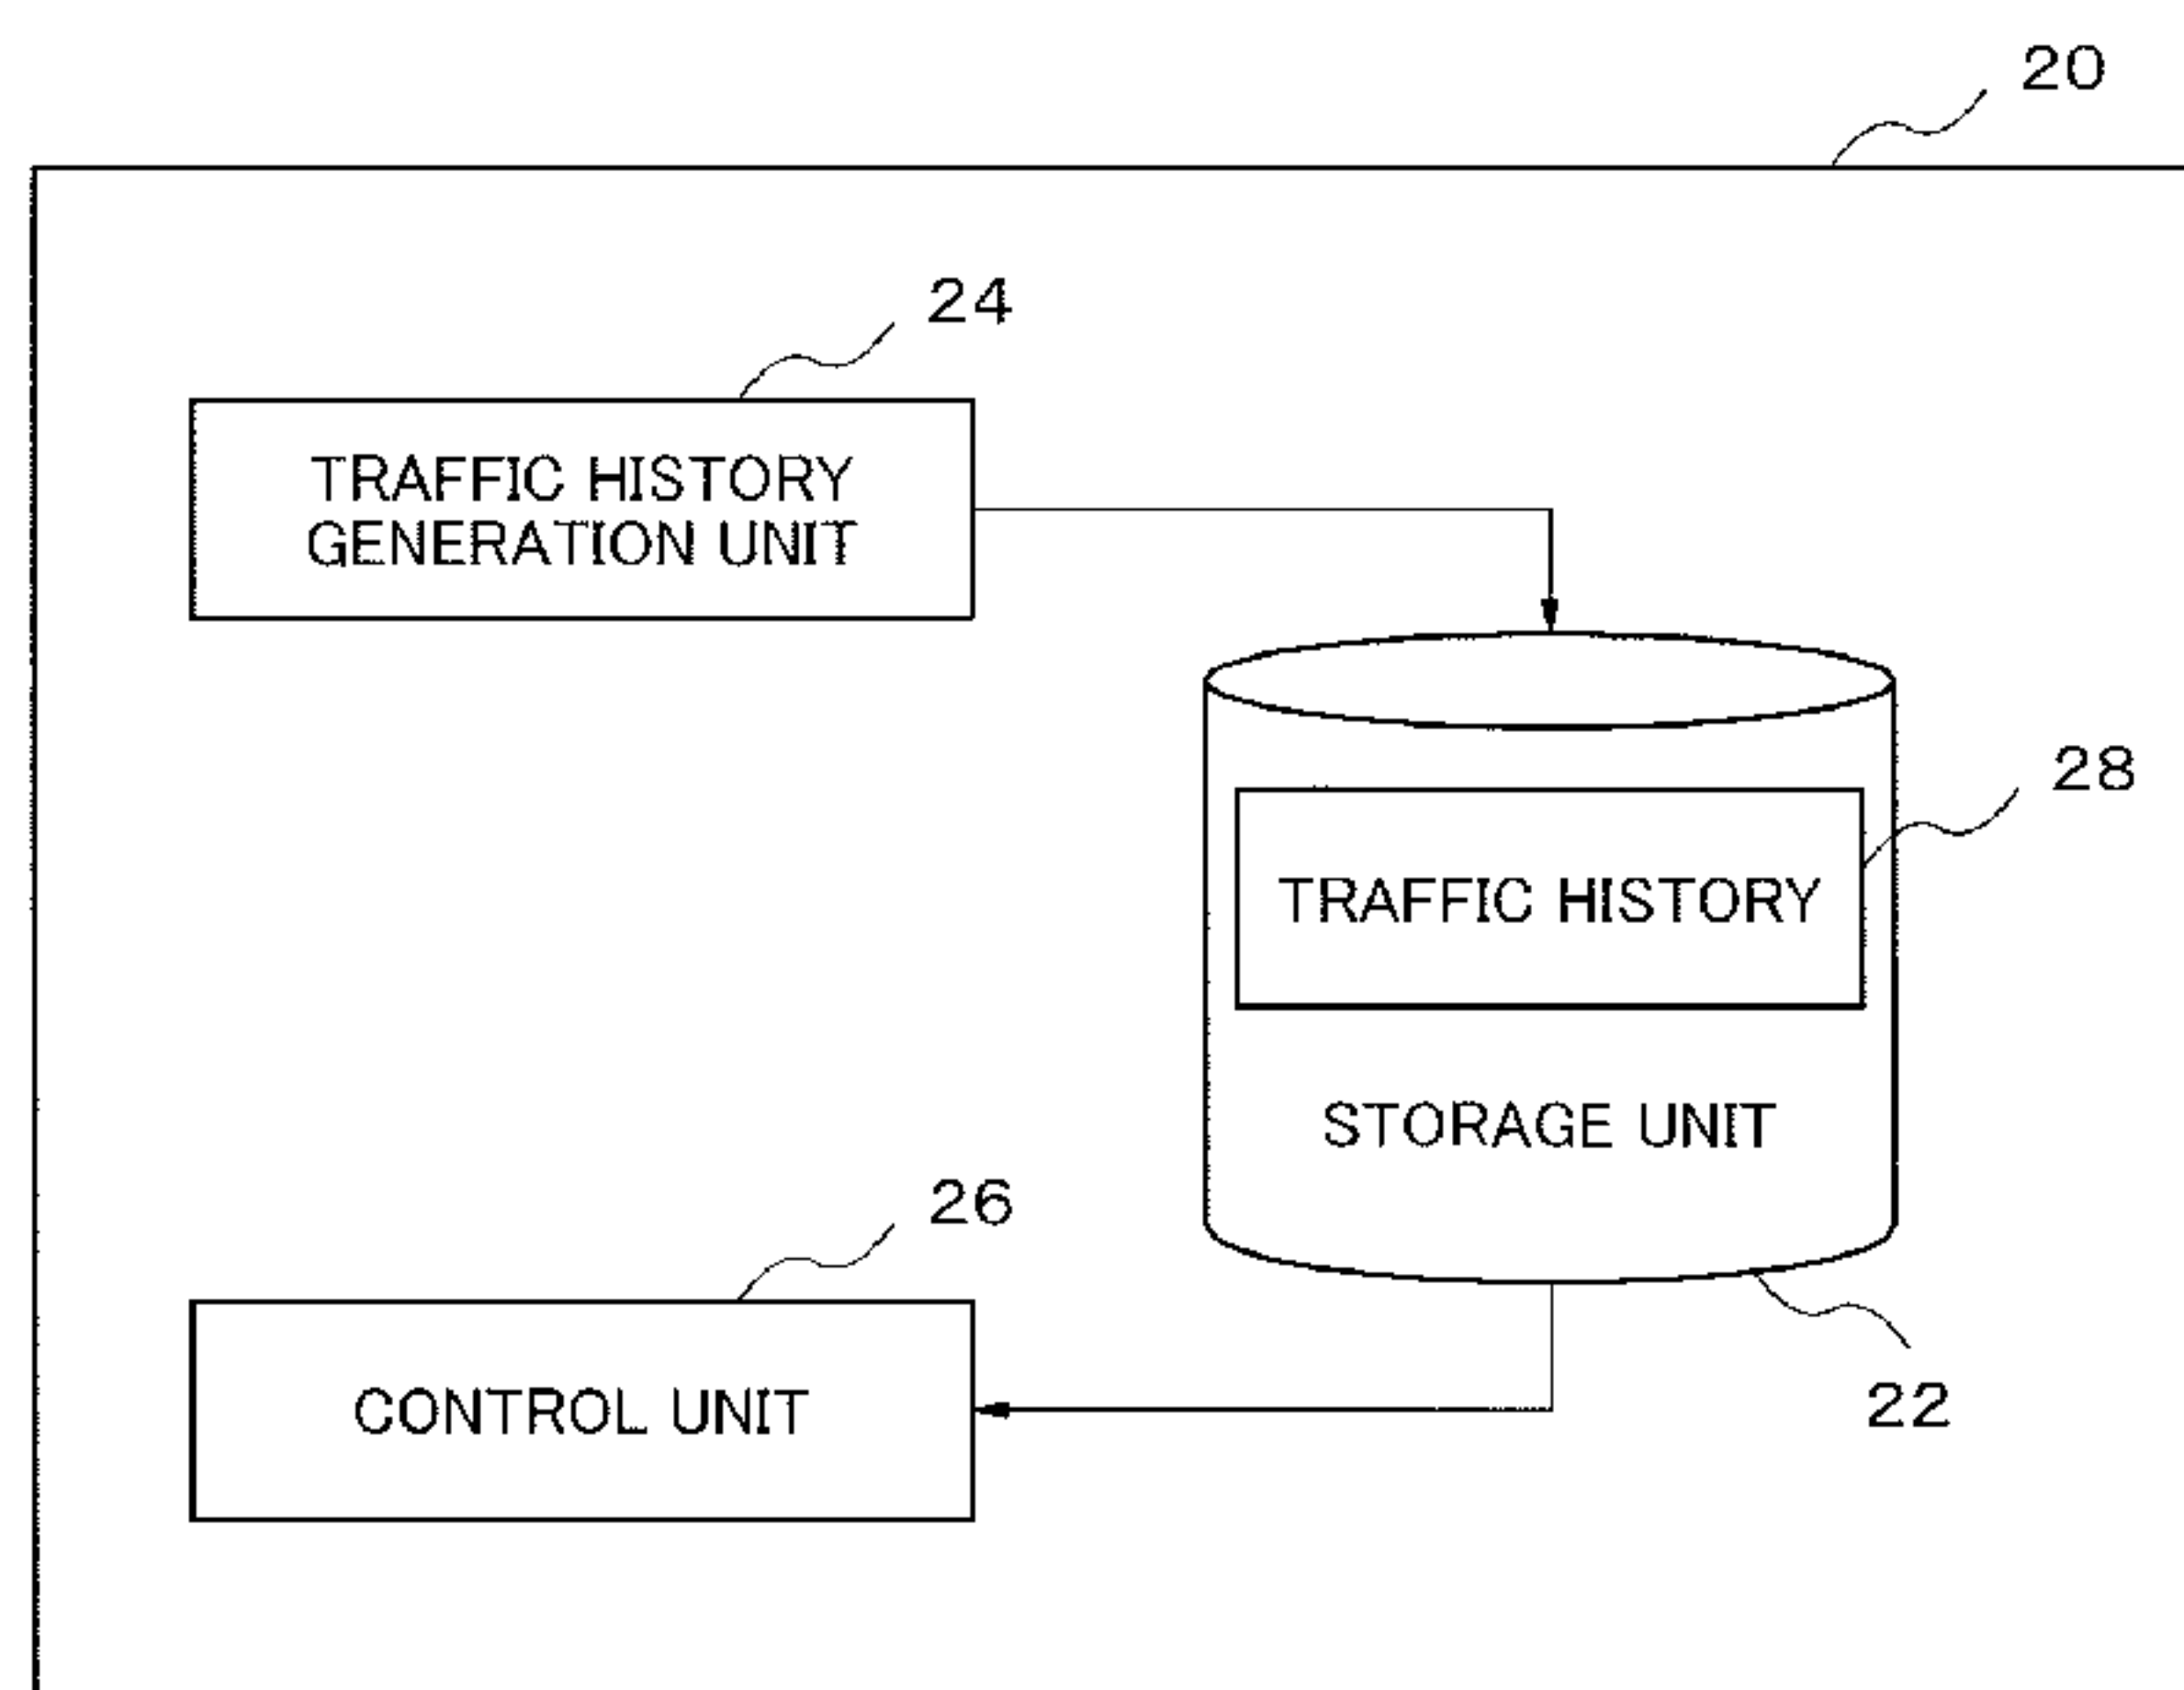 20
24
TRAFFIC HISTORY
GENERATION UNIT
28
TRAFFIC HISTORY
STORAGE UNIT
26
CONTROL UNIT
22